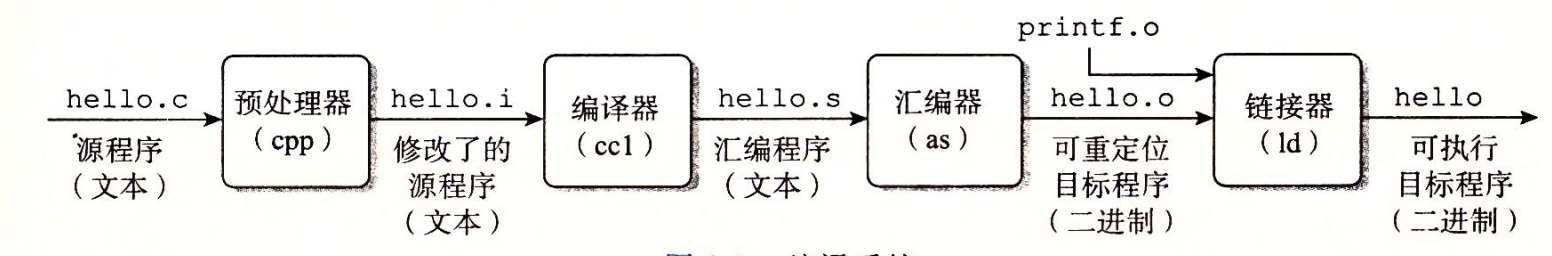 printf.o
hello.c
预处理器
(cpp)
hello.i
编译器
(cc1)
hello.s
汇编器
(as)
hello.o
链接器
(ld)
hello
源程序
(文本)
修改了的
源程序
(文本)
汇编程序
(文本)
可重定位
目标程序
(二进制)
可执行
目标程序
(二进制)